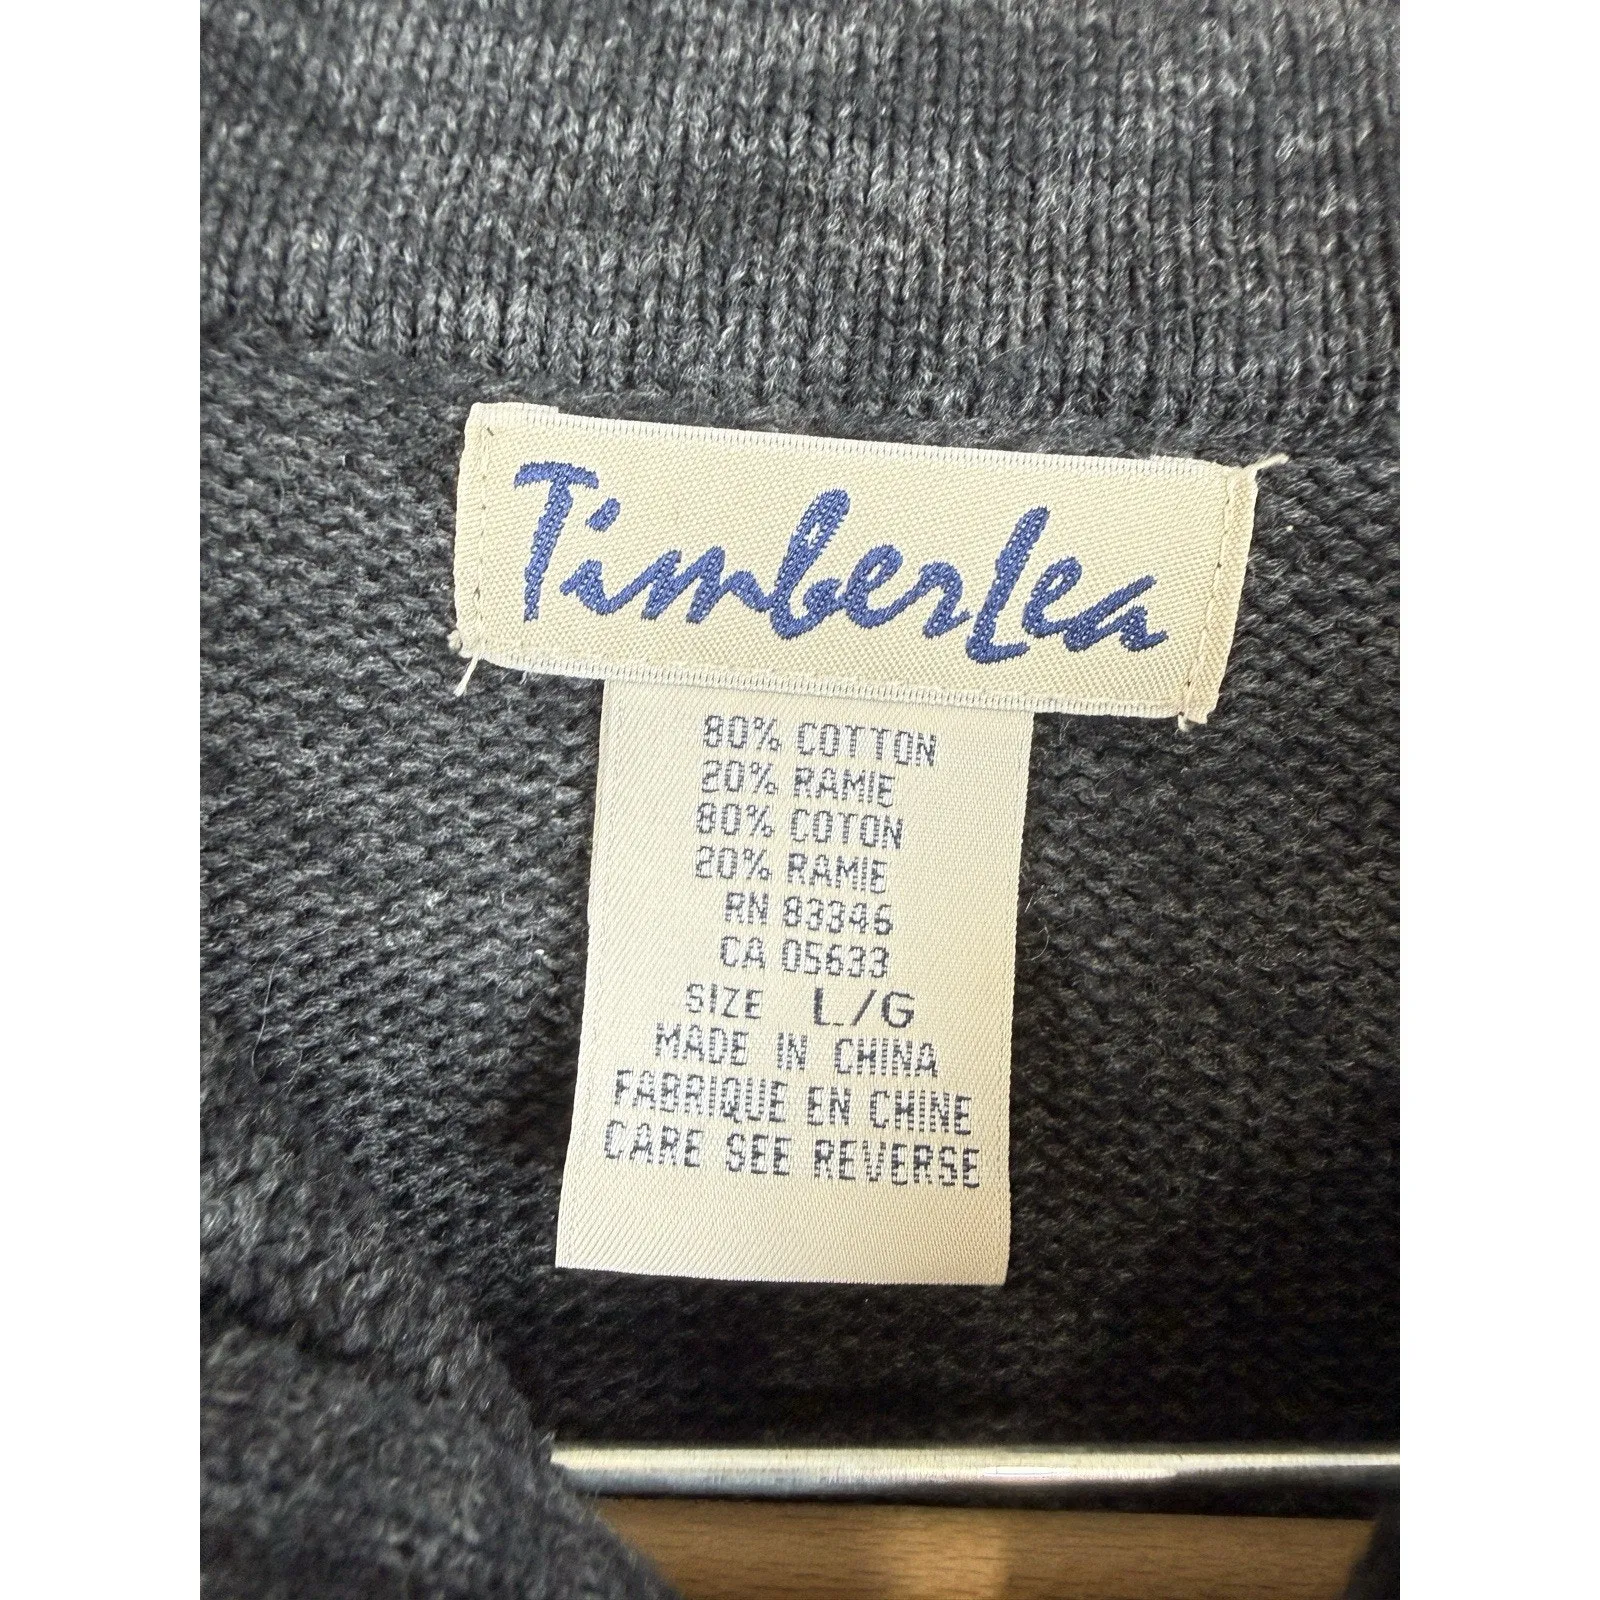 TimberLea
80% COTTON
20% RAMIE
80% COTON
20% RAMIE
RN 83346
CA 05633
SIZE L/G
MADE IN CHINA
FABRIQUE EN CHINE
CARE SEE REVERSE